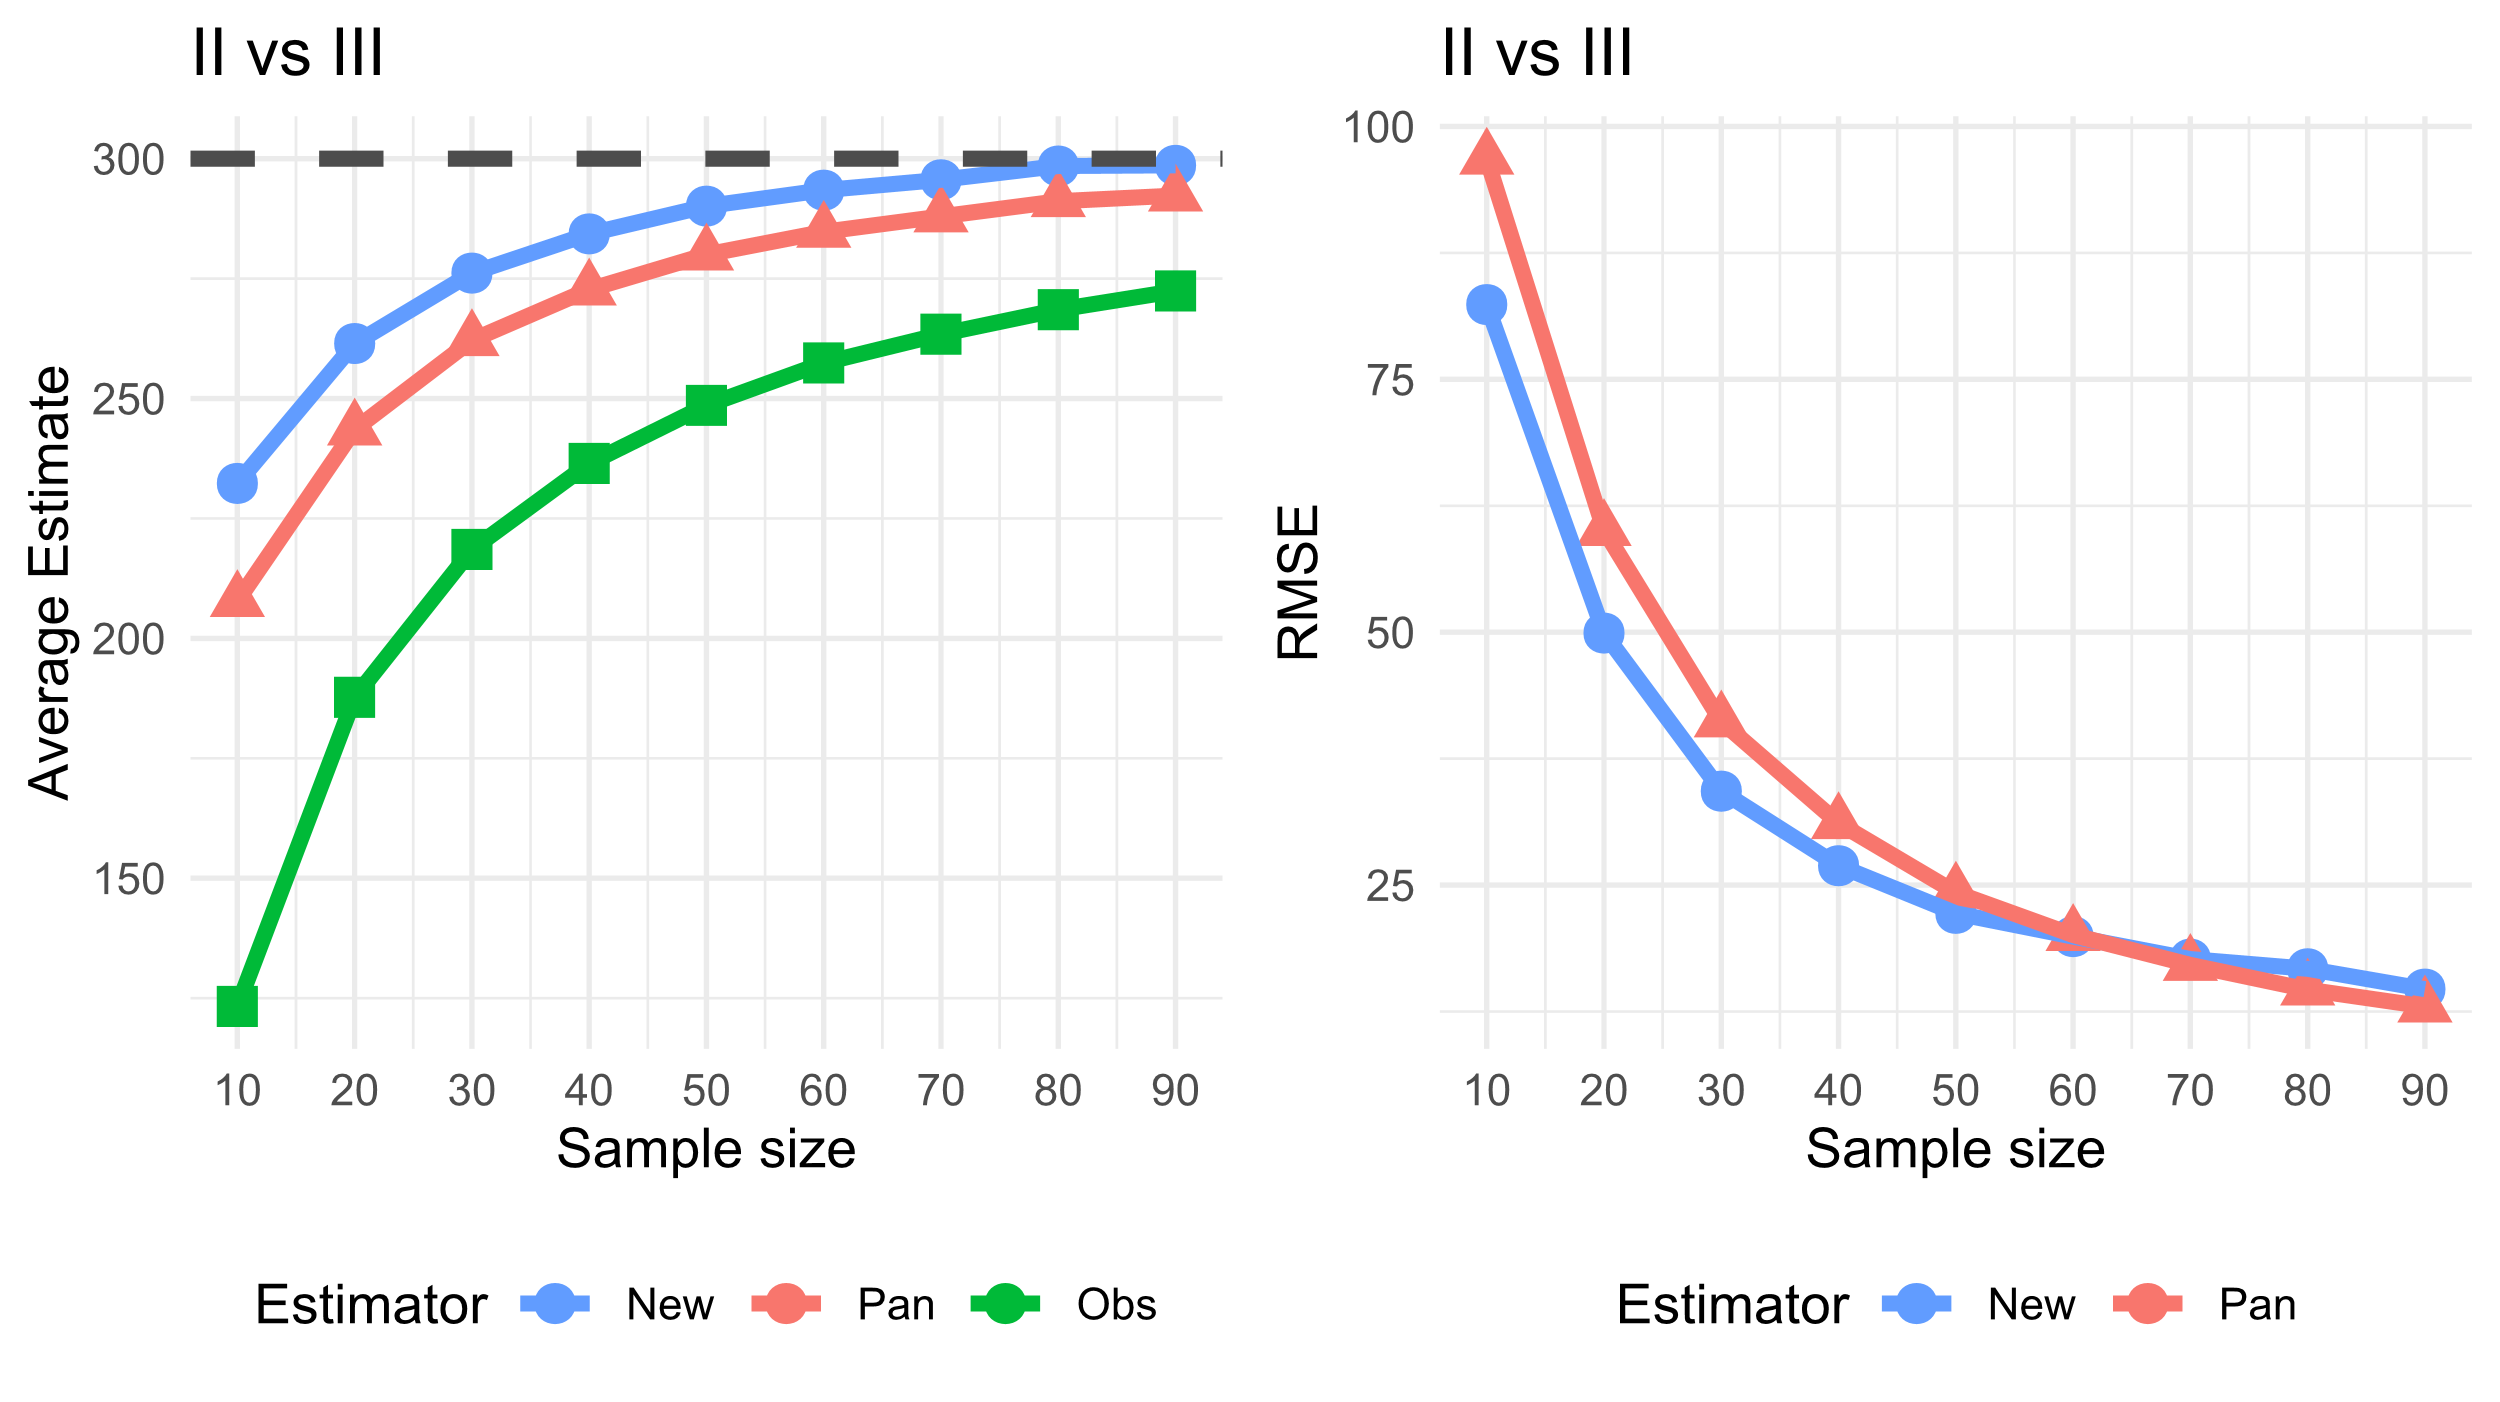 II vs III
300
250
200
150
Average Estimate
10 20 30 40 50 60 70 80 90
Sample size
Estimator New Pan Obs
II vs III
100
75
50
25
RMSE
10 20 30 40 50 60 70 80 90
Sample size
Estimator New Pan